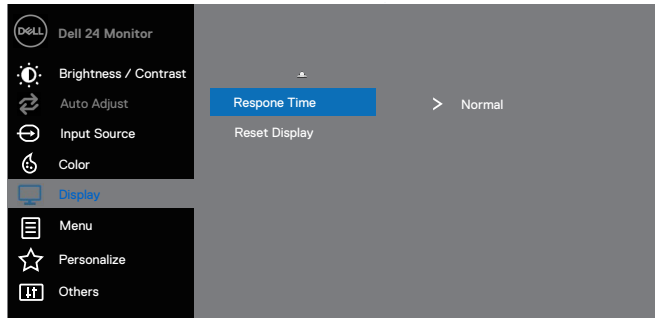 DELL
Dell 24 Monitor
Brightness / Contrast
Auto Adjust
Respone Time
> Normal
Input Source
Reset Display
Color
Display
Menu
Personalize
Others